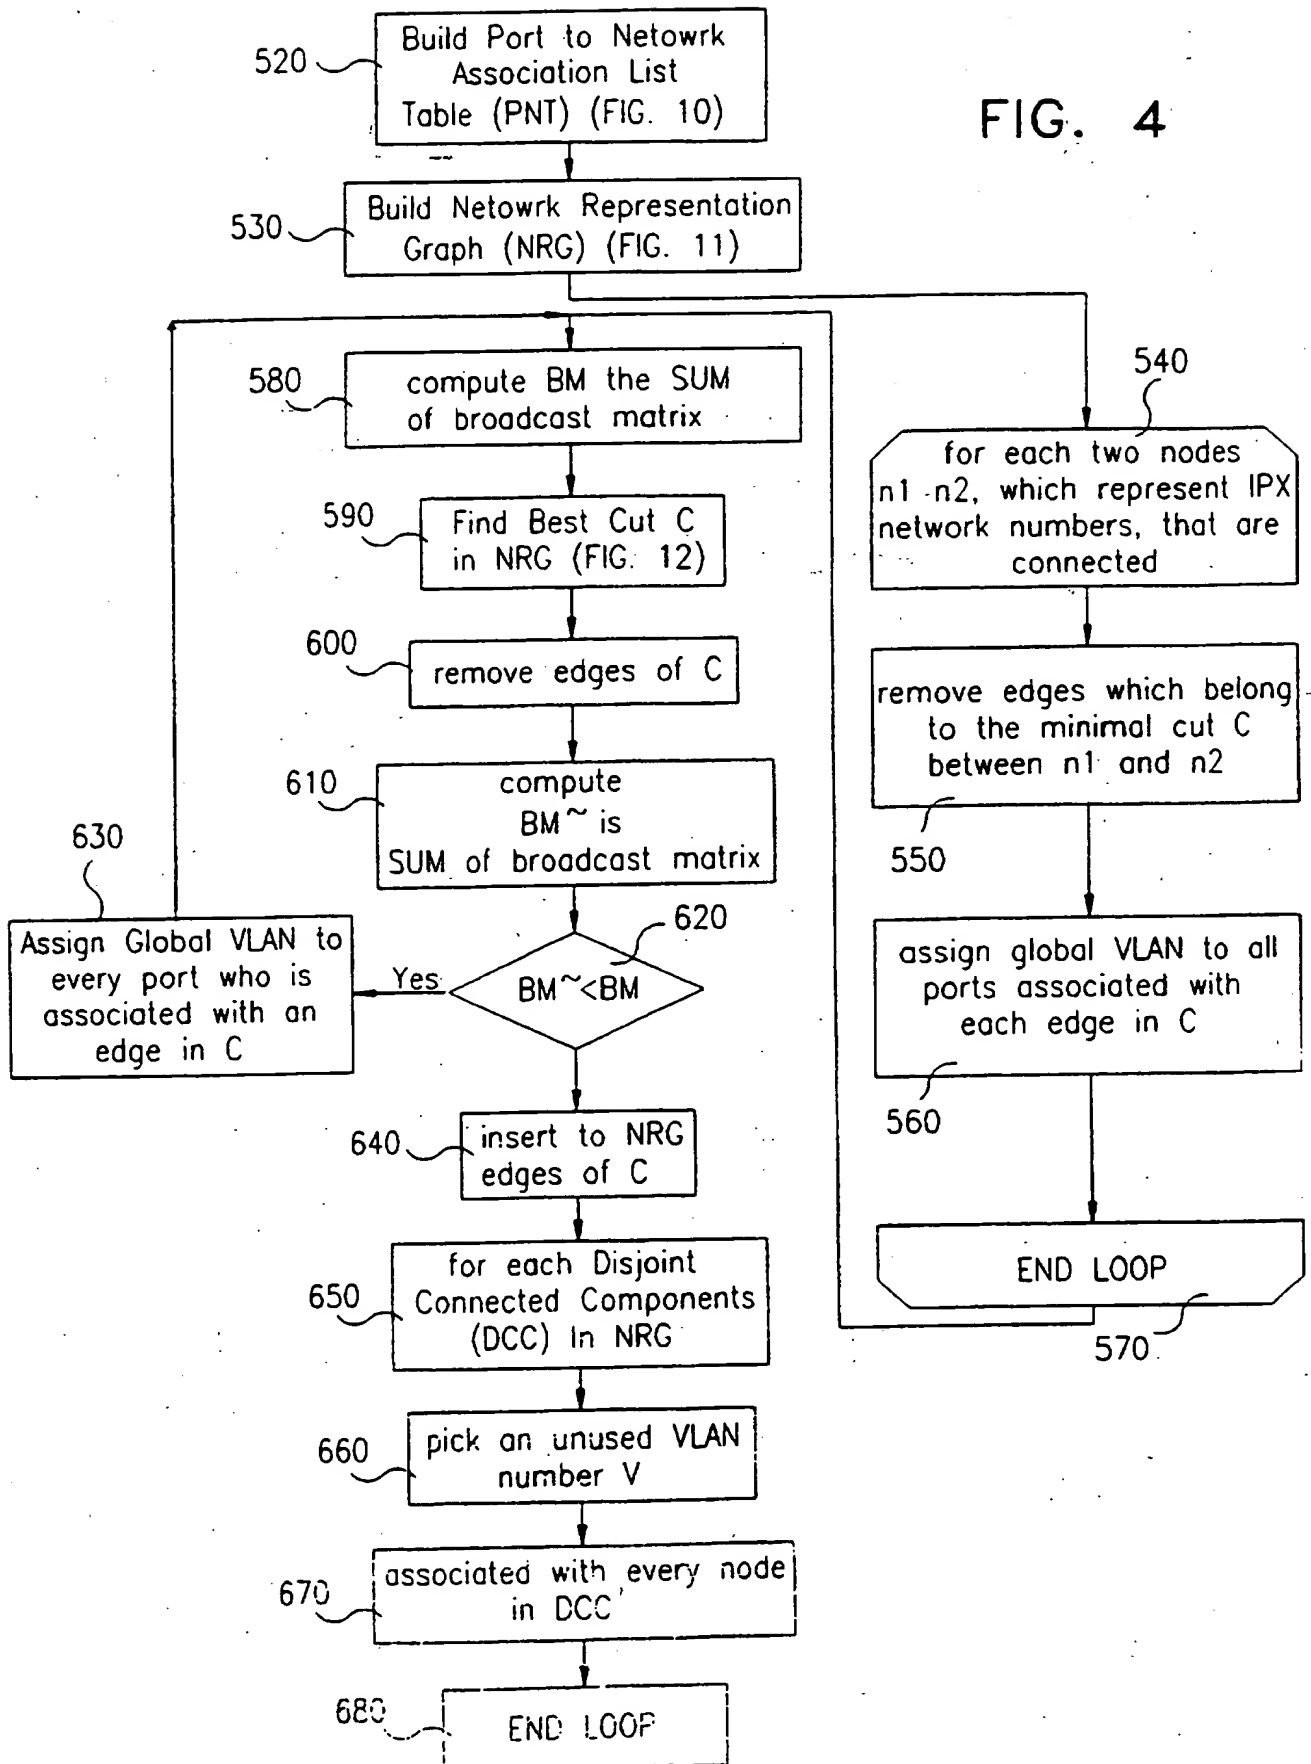 FIG. 4
520
Build Port to Netowrk
Association List
Table (PNT) (FIG. 10)
530
Build Netowrk Representation
Graph (NRG) (FIG. 11)
540
for each two nodes
n1 n2, which represent IPX
network numbers, that are
connected
remove edges which belong
to the minimal cut C
between n1 and n2
550
assign global VLAN to all
ports associated with
each edge in C
560
END LOOP
570
580
compute BM the SUM
of broadcast matrix
590
Find Best Cut C
in NRG (FIG. 12)
600
remove edges of C
610
compute
BM~ is
SUM of broadcast matrix
620
BM~<BM
Yes
630
Assign Global VLAN to
every port who is
associated with an
edge in C
640
insert to NRG
edges of C
650
for each Disjoint
Connected Components
(DCC) In NRG
660
pick an unused VLAN
number V
670
associated with every node
in DCC
680
END LOOP